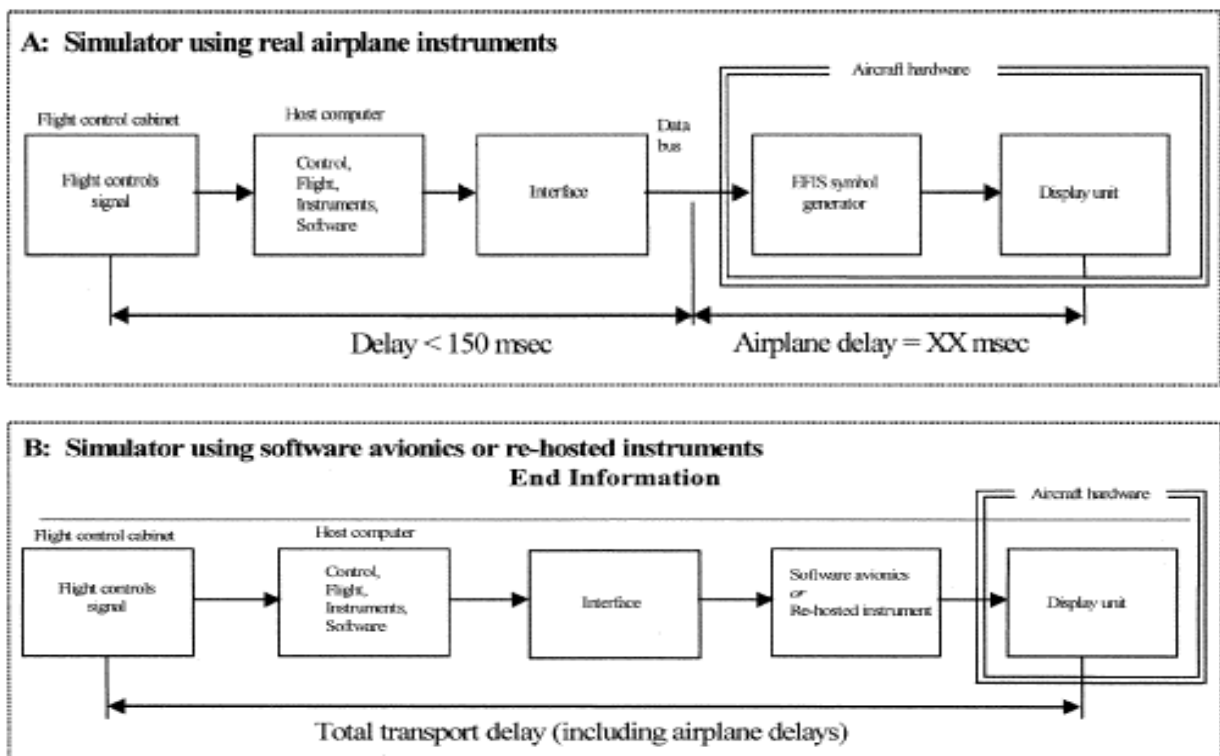 A: Simulator using real airplane instruments
Aircraft hardware
Flight control cabinet
Host computer
Data
bus
Flight controls
signal
Control,
Flight,
Instruments,
Software
Interface
EFIS symbol
generator
Display unit
Delay < 150 msec
Airplane delay = XX msec
B: Simulator using software avionics or re-hosted instruments
End Information
Aircraft hardware
Flight control cabinet
Host computer
Flight controls
signal
Control,
Flight,
Instruments,
Software
Interface
Software avionics
or
Re-hosted instrument
Display unit
Total transport delay (including airplane delays)